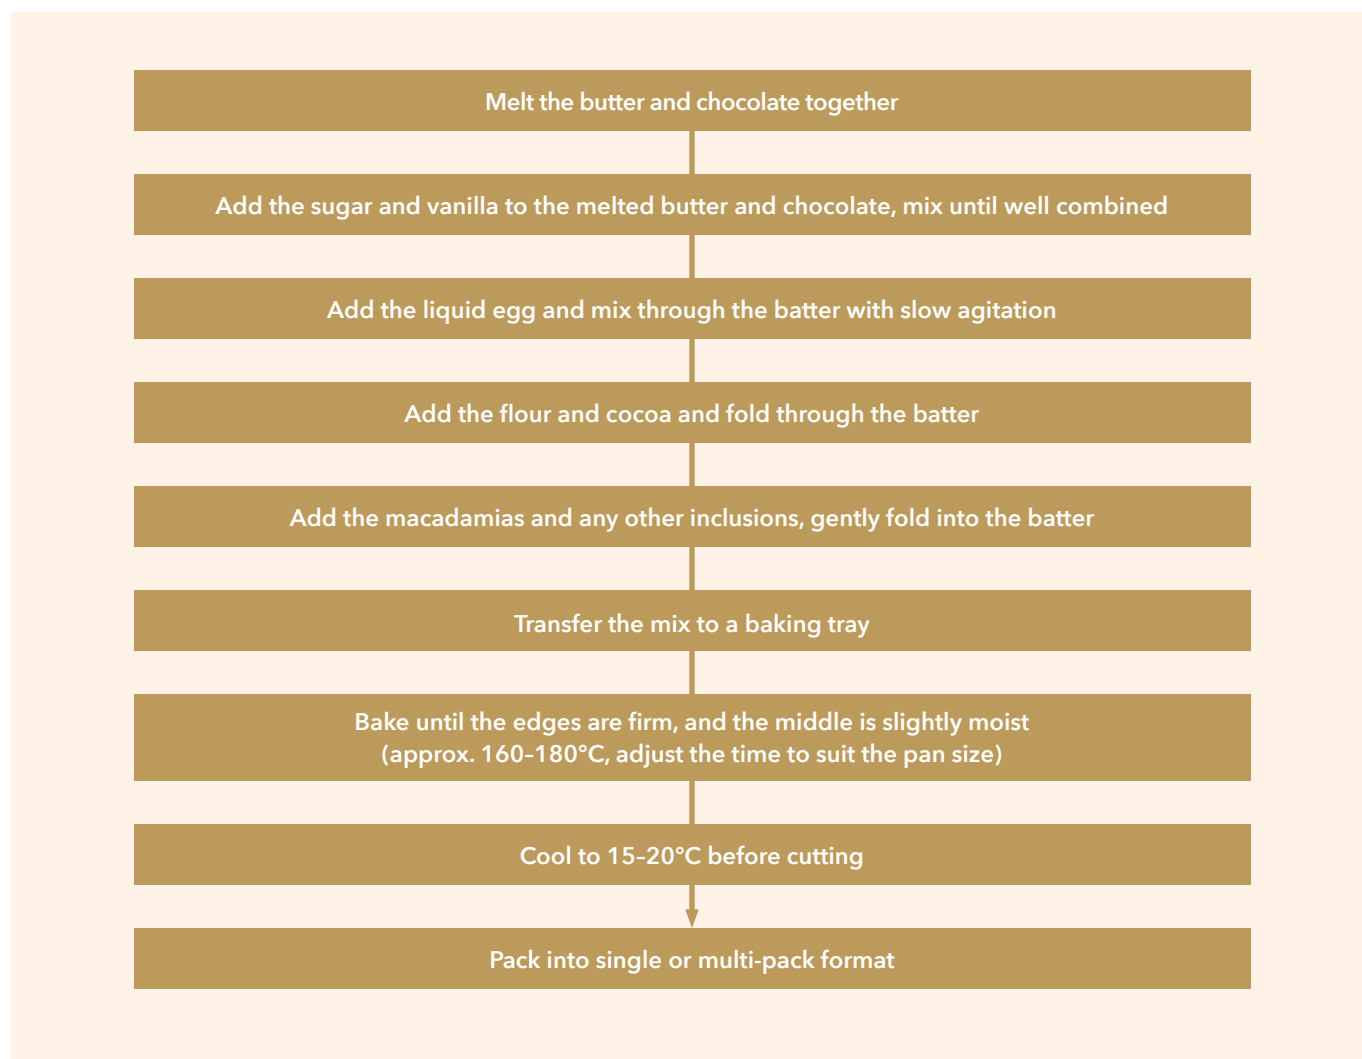 Melt the butter and chocolate together
Add the sugar and vanilla to the melted butter and chocolate, mix until well combined
Add the liquid egg and mix through the batter with slow agitation
Add the flour and cocoa and fold through the batter
Add the macadamias and any other inclusions, gently fold into the batter
Transfer the mix to a baking tray
Bake until the edges are firm, and the middle is slightly moist
(approx. 160–180°C, adjust the time to suit the pan size)
Cool to 15–20°C before cutting
Pack into single or multi-pack format